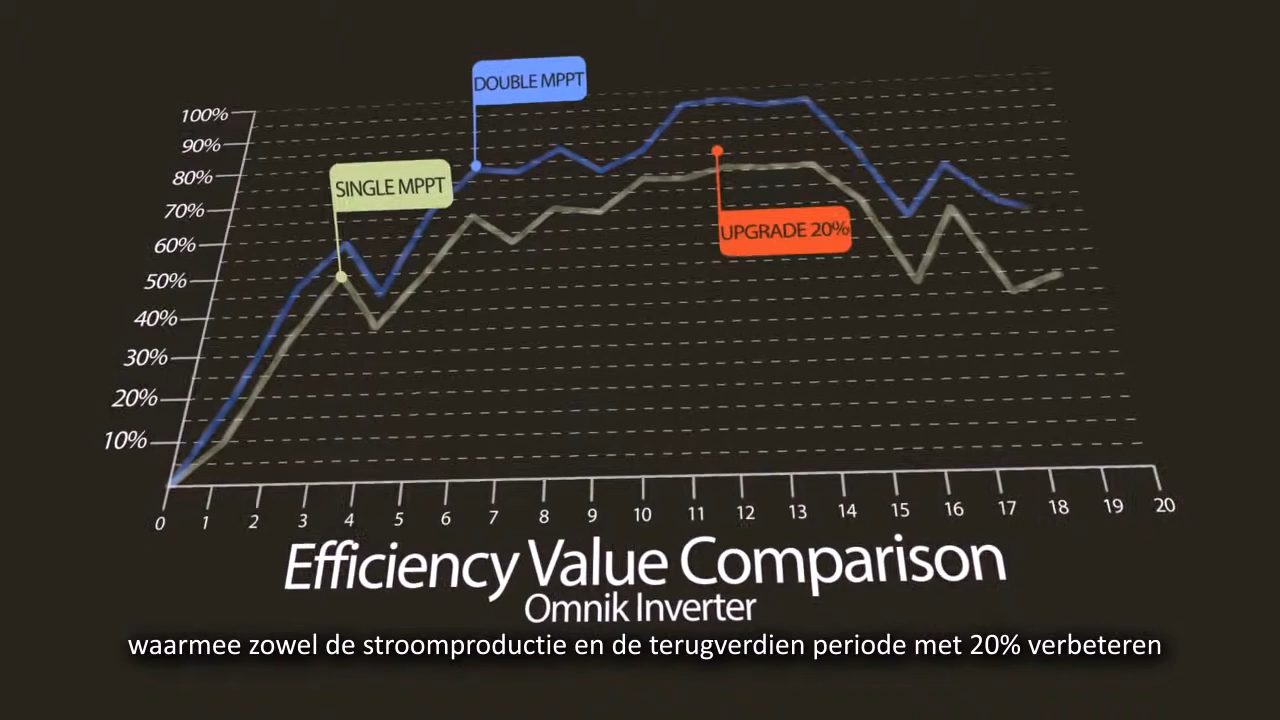 DOUBLE MPPT
SINGLE MPPT
UPGRADE 20%
100%
90%
80%
70%
60%
50%
40%
30%
20%
10%
0 1 2 3 4 5 6 7 8 9 10 11 12 13 14 15 16 17 18 19 20
Efficiency Value Comparison
Omnik Inverter
waarmee zowel de stroomproductie en de terugverdien periode met 20% verbeteren